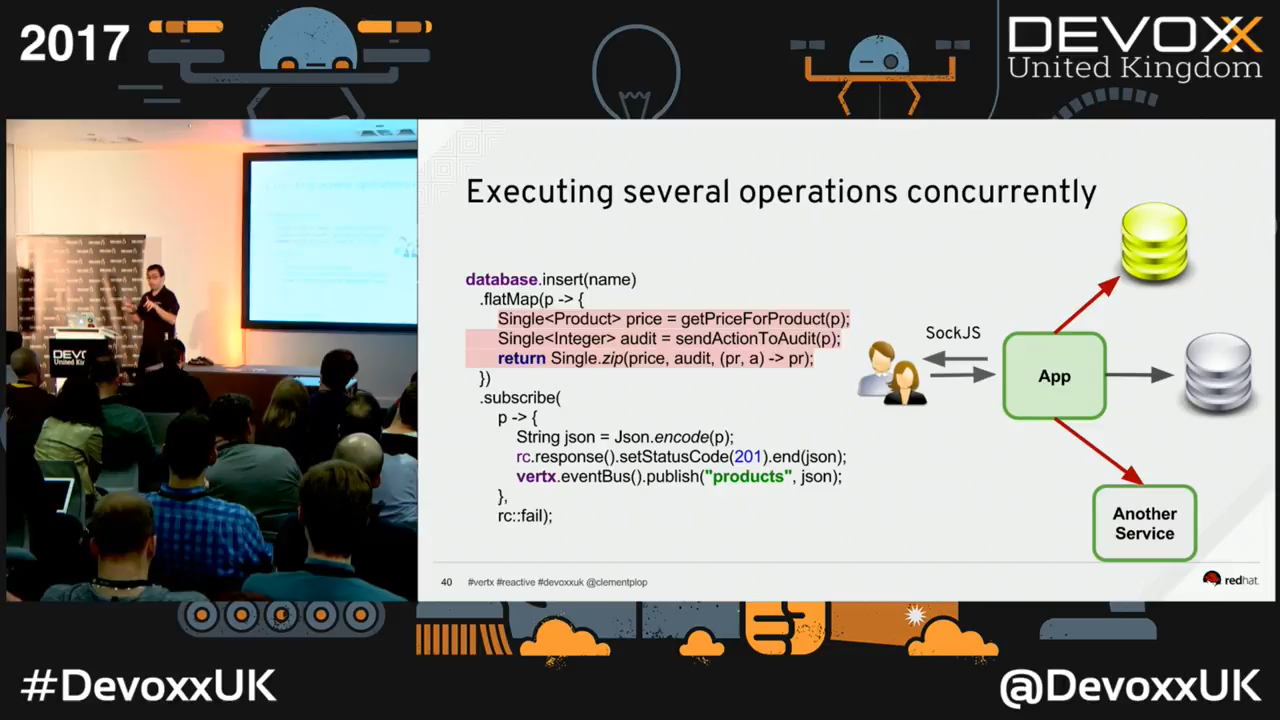 2017
DEVOXX
United Kingdom
Executing several operations concurrently
database.insert(name)
.flatMap(p -> {
Single<Product> price = getPriceForProduct(p);
Single<Integer> audit = sendActionToAudit(p);
return Single.zip(price, audit, (pr, a) -> pr);
})
.subscribe(
p -> {
String json = Json.encode(p);
rc.response().setStatusCode(201).end(json);
vertx.eventBus().publish("products", json);
},
rc::fail);
SockJS
App
Another
Service
40 #vertx #reactive #devoxxuk @clementplop
redhat.
DEVO
United Kin
#DevoxxUK
@DevoxxUK